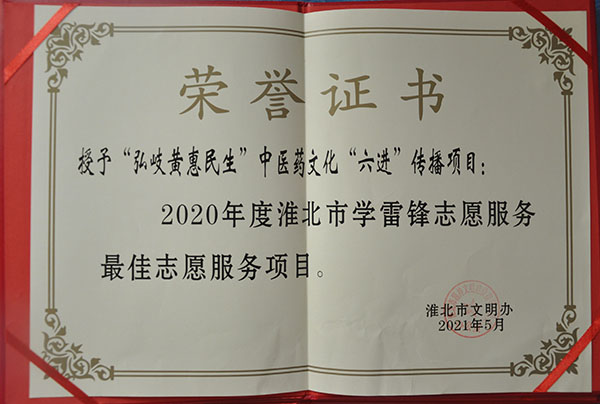 荣誉证书
授予“弘岐黄惠民生”中医药文化“六进”传播项目：
2020年度淮北市学雷锋志愿服务
最佳志愿服务项目。
淮北市文明办
2021年5月